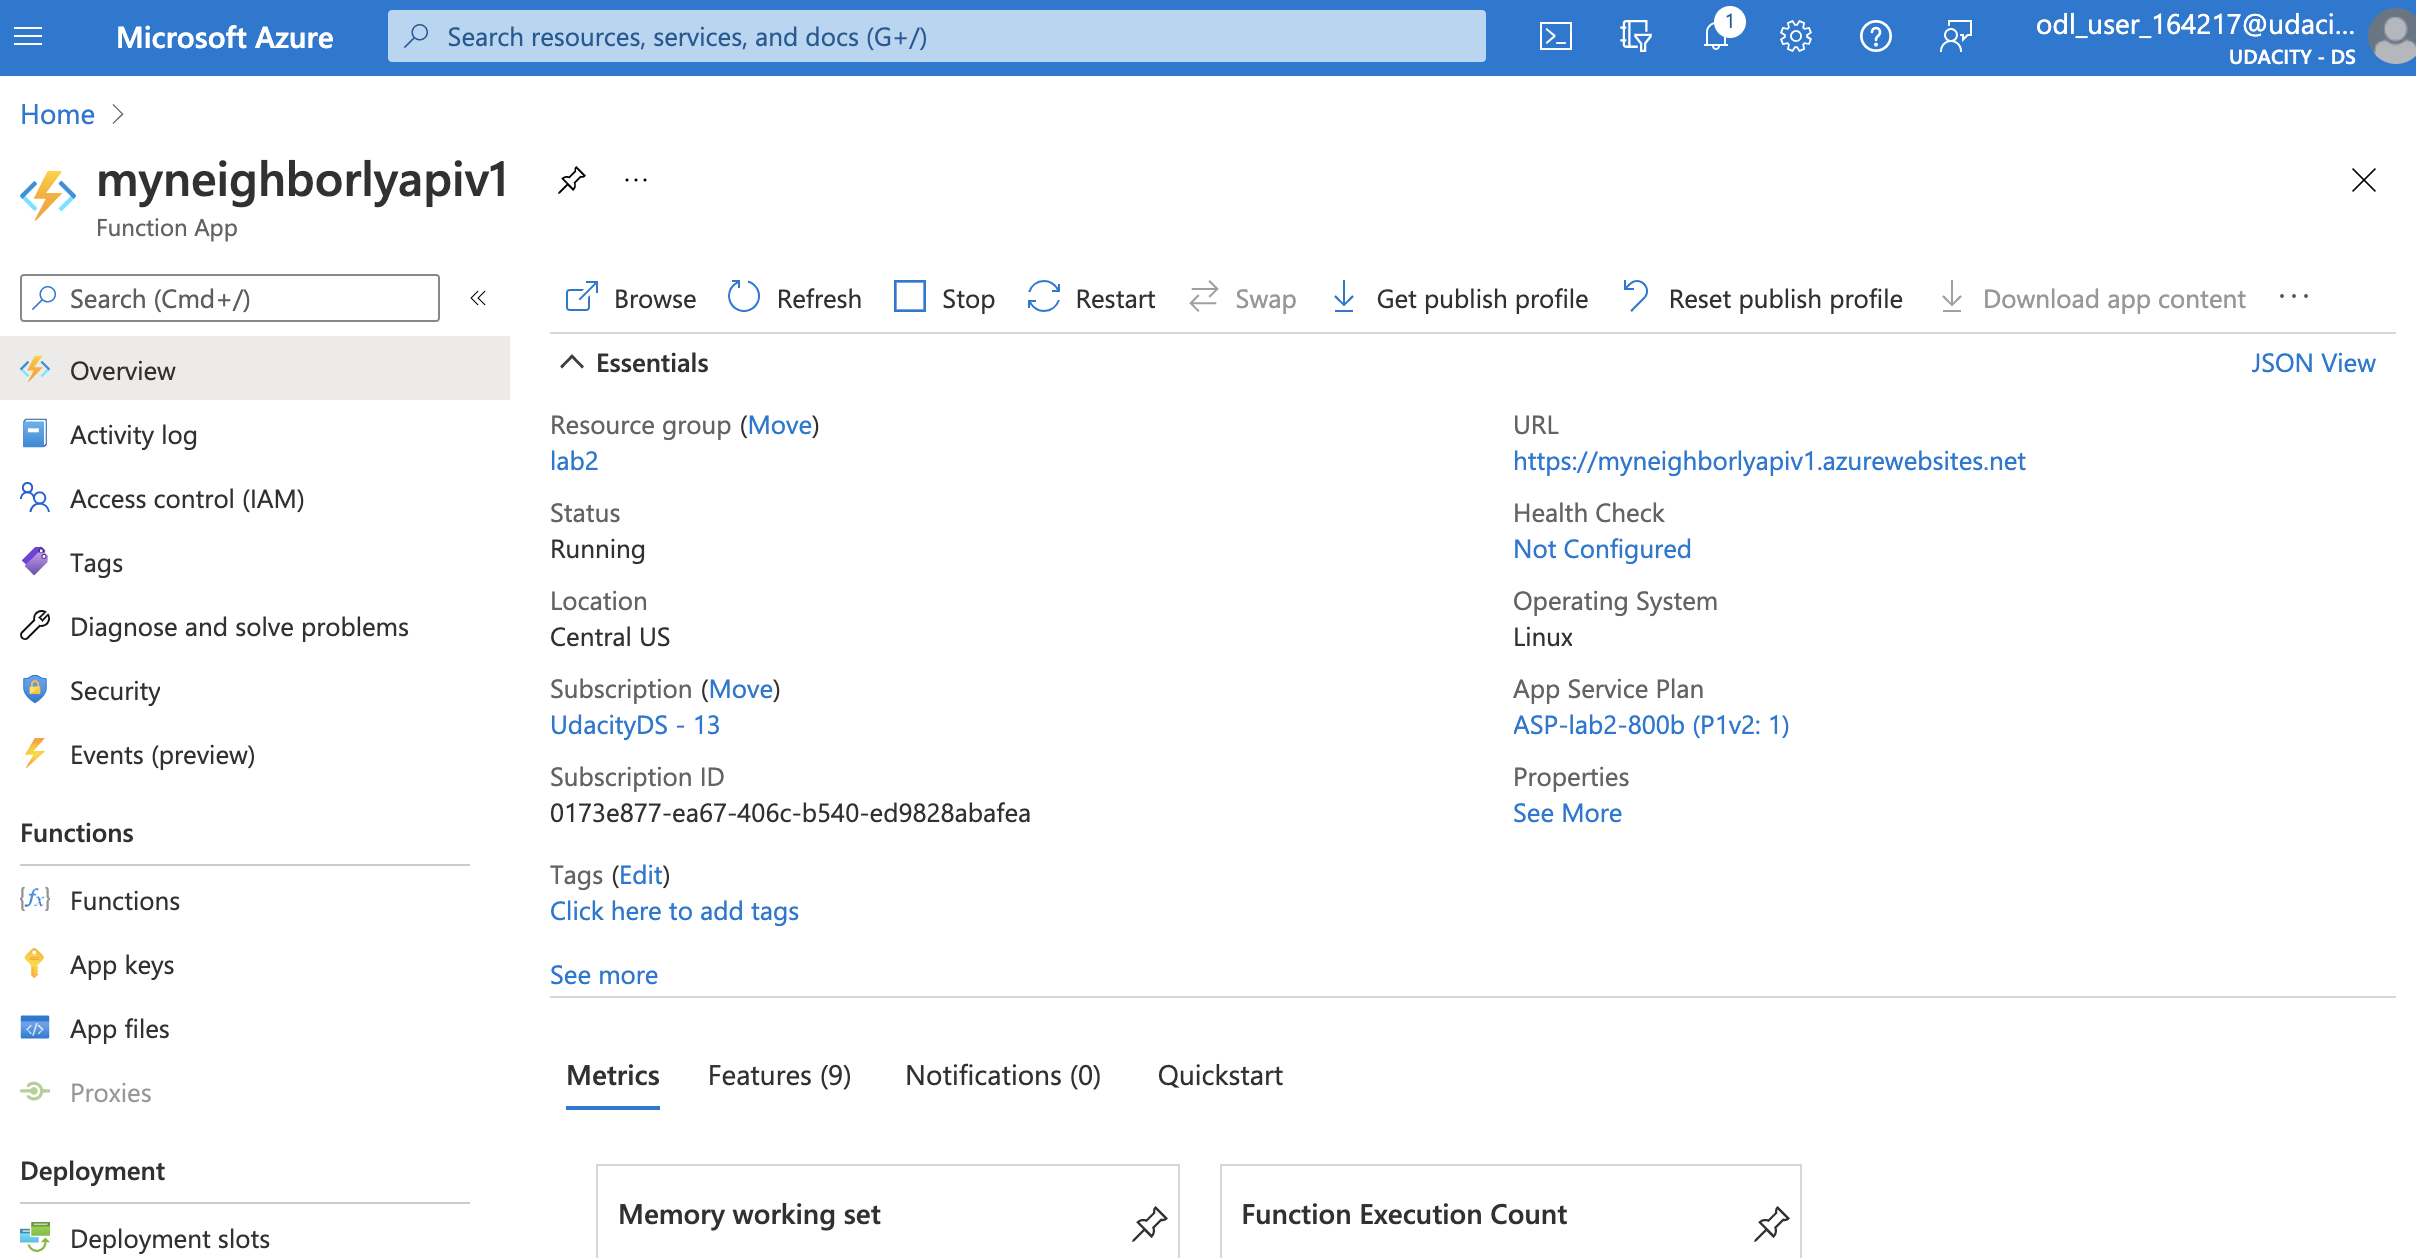 Microsoft Azure
Search resources, services, and docs (G+/)
1
odl_user_164217@udaci...
UDACITY - DS
Home
myneighborlyapiv1
Function App
Search (Cmd+/)
Browse
Refresh
Stop
Restart
Swap
Get publish profile
Reset publish profile
Download app content
Overview
Activity log
Access control (IAM)
Tags
Diagnose and solve problems
Security
Events (preview)
Functions
Functions
App keys
App files
Proxies
Deployment
Deployment slots
Essentials
JSON View
Resource group (Move)
lab2
Status
Running
Location
Central US
Subscription (Move)
UdacityDS - 13
Subscription ID
0173e877-ea67-406c-b540-ed9828abafea
Tags (Edit)
Click here to add tags
See more
URL
https://myneighborlyapiv1.azurewebsites.net
Health Check
Not Configured
Operating System
Linux
App Service Plan
ASP-lab2-800b (P1v2: 1)
Properties
See More
Metrics
Features (9)
Notifications (0)
Quickstart
Memory working set
Function Execution Count